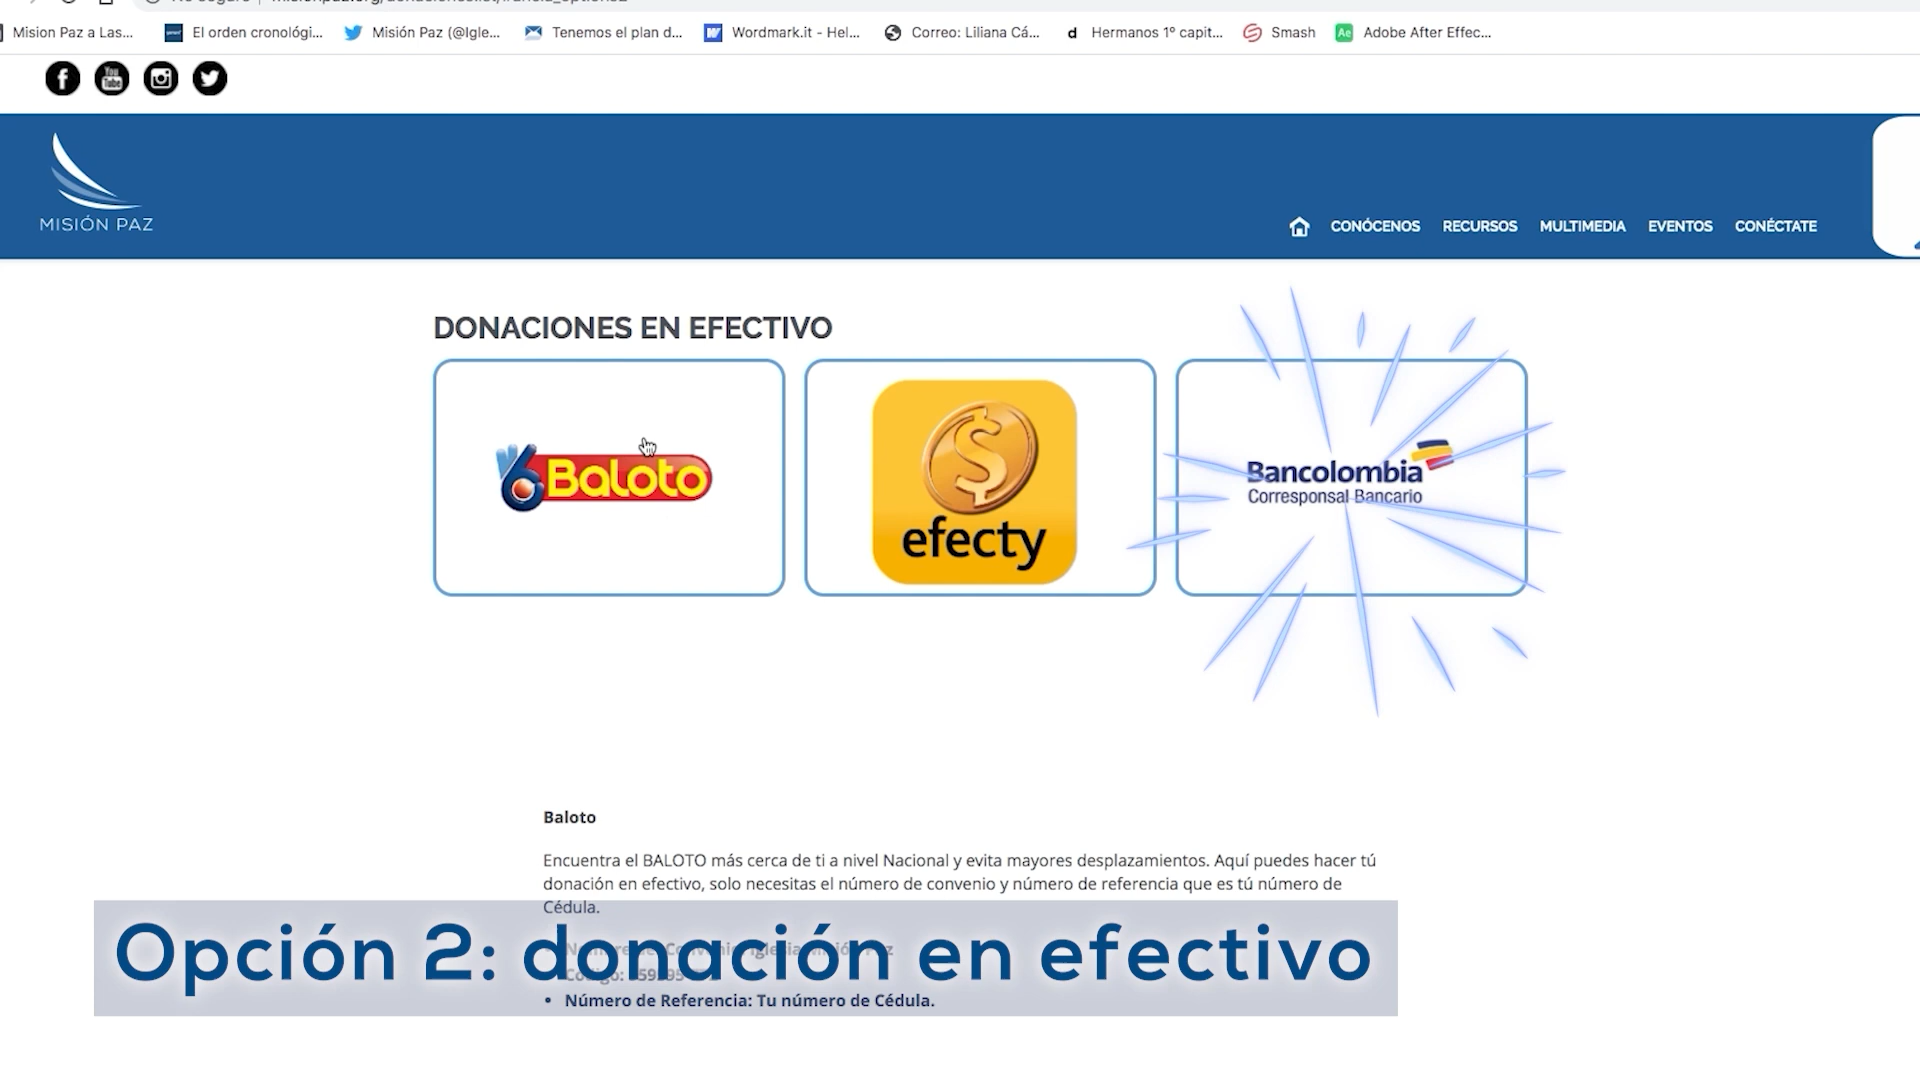 Mision Paz a Las... El orden cronológi... Misión Paz (@Igle... Tenemos el plan d... Wordmark.it - Hel... Correo: Liliana Cá... Hermanos 1º capit... Smash Adobe After Effec...
MISIÓN PAZ
CONÓCENOS RECURSOS MULTIMEDIA EVENTOS CONÉCTATE
DONACIONES EN EFECTIVO
Baloto
efecty
Bancolombia
Corresponsal Bancario
Baloto
Encuentra el BALOTO más cerca de ti a nivel Nacional y evita mayores desplazamientos. Aquí puedes hacer tú
donación en efectivo, solo necesitas el número de convenio y número de referencia que es tú número de
Cédula.
Opción 2: donación en efectivo
• Número de Referencia: Tu número de Cédula.